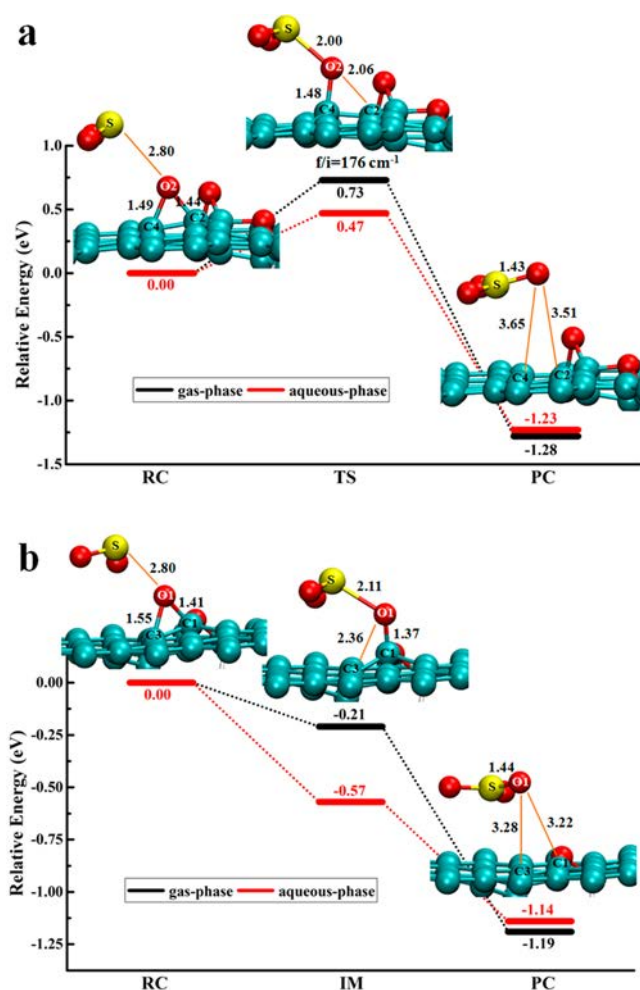 a
S
2.00
O2
2.06
1.48
C4
C2
S
2.80
O2
1.49
1.44
C4
C2
f/i=176 cm-1
0.73
0.47
0.00
1.43
S
3.65
3.51
C4
C2
-1.23
-1.28
gas-phase
aqueous-phase
Relative Energy (eV)
1.0
0.5
0.0
-0.5
-1.0
-1.5
RC
TS
PC
b
S
2.80
O1
1.41
1.55
C1
C3
S
2.11
O1
2.36
1.37
C1
C3
0.00
-0.21
-0.57
1.44
S
O1
3.28
3.22
C3
C1
-1.14
-1.19
gas-phase
aqueous-phase
Relative Energy (eV)
0.00
-0.25
-0.50
-0.75
-1.00
-1.25
RC
IM
PC